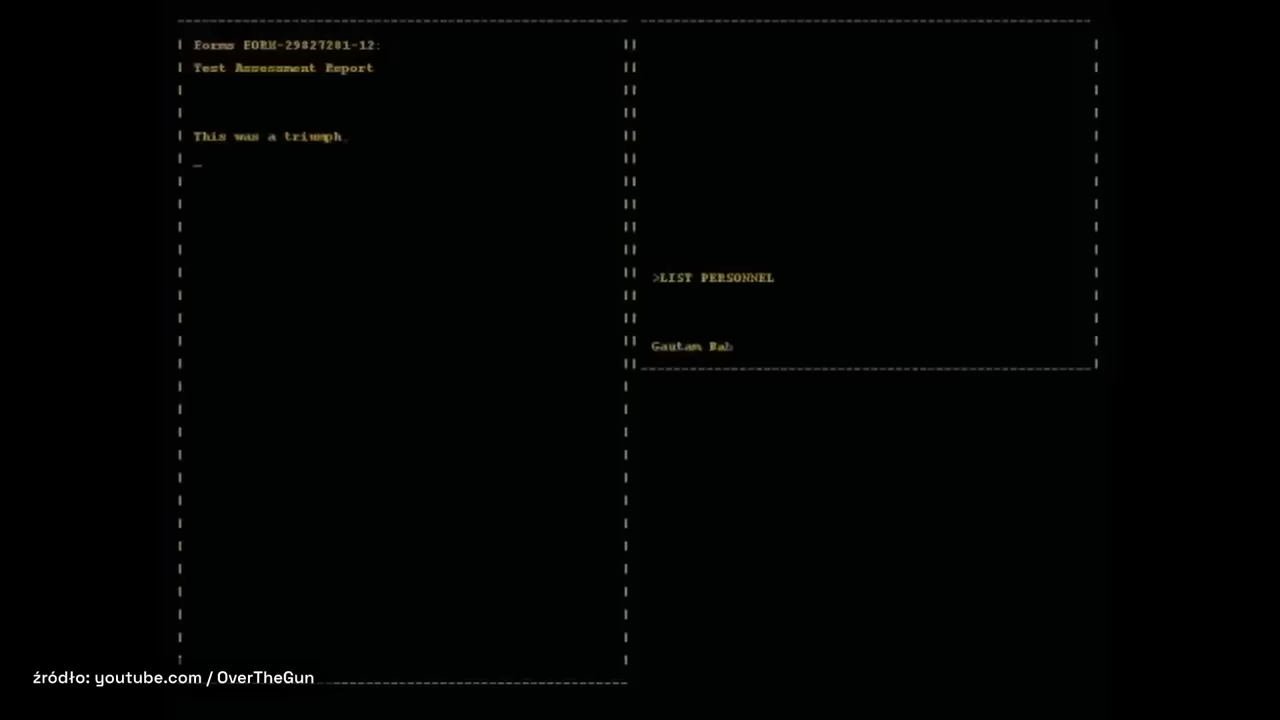 Forms FORM-29827281-12:
Test Assessment Report
This was a triumph.
>LIST PERSONNEL
Gautam Bab
źródło: youtube.com / OverTheGun